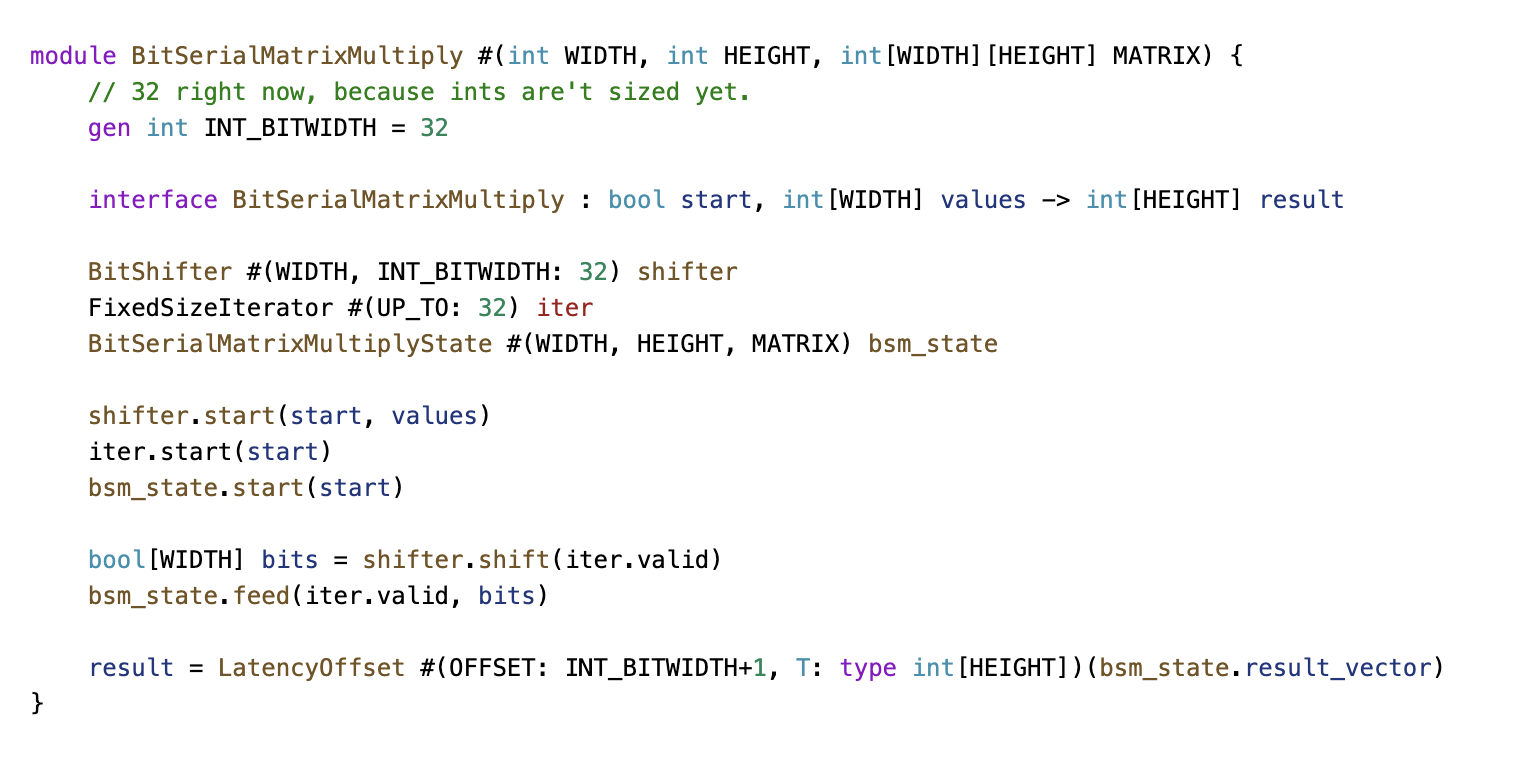 module BitSerialMatrixMultiply #(int WIDTH, int HEIGHT, int[WIDTH][HEIGHT] MATRIX) {
    // 32 right now, because ints are't sized yet.
    gen int INT_BITWIDTH = 32
    interface BitSerialMatrixMultiply : bool start, int[WIDTH] values -> int[HEIGHT] result
    BitShifter #(WIDTH, INT_BITWIDTH: 32) shifter
    FixedSizeIterator #(UP_TO: 32) iter
    BitSerialMatrixMultiplyState #(WIDTH, HEIGHT, MATRIX) bsm_state
    shifter.start(start, values)
    iter.start(start)
    bsm_state.start(start)
    bool[WIDTH] bits = shifter.shift(iter.valid)
    bsm_state.feed(iter.valid, bits)
    result = LatencyOffset #(OFFSET: INT_BITWIDTH+1, T: type int[HEIGHT])(bsm_state.result_vector)
}